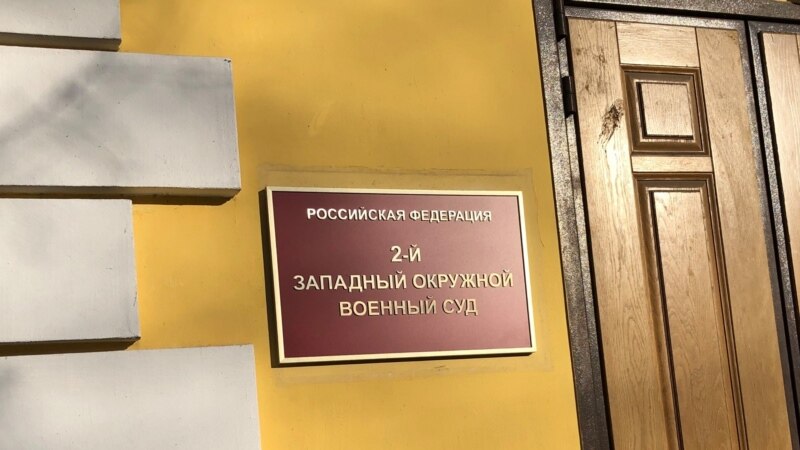 РОССИЙСКАЯ ФЕДЕРАЦИЯ
2-Й
ЗАПАДНЫЙ ОКРУЖНОЙ
ВОЕННЫЙ СУД